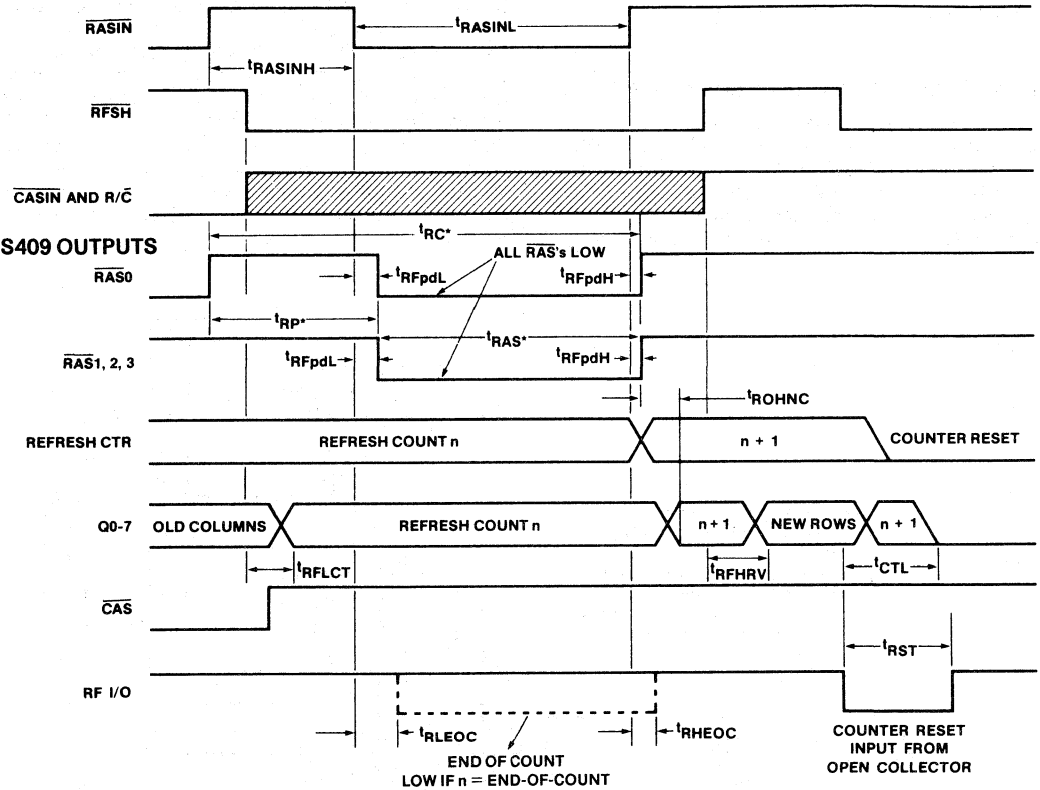 RASIN
tRASINL
tRASINH
RFSH
CASIN AND R/C
tRC*
S409 OUTPUTS
ALL RAS's LOW
RAS0
tRFpdL
tRFpdH
tRP*
tRAS*
RAS1, 2, 3
tRFpdL
tRFpdH
tROHNC
REFRESH CTR
REFRESH COUNT n
n + 1
COUNTER RESET
Q0-7
OLD COLUMNS
REFRESH COUNT n
n+1
NEW ROWS
n + 1
tRFLCT
tRFHRV
tCTL
CAS
tRST
RF I/O
tRLEOC
tRHEOC
END OF COUNT
LOW IF n = END-OF-COUNT
COUNTER RESET
INPUT FROM
OPEN COLLECTOR